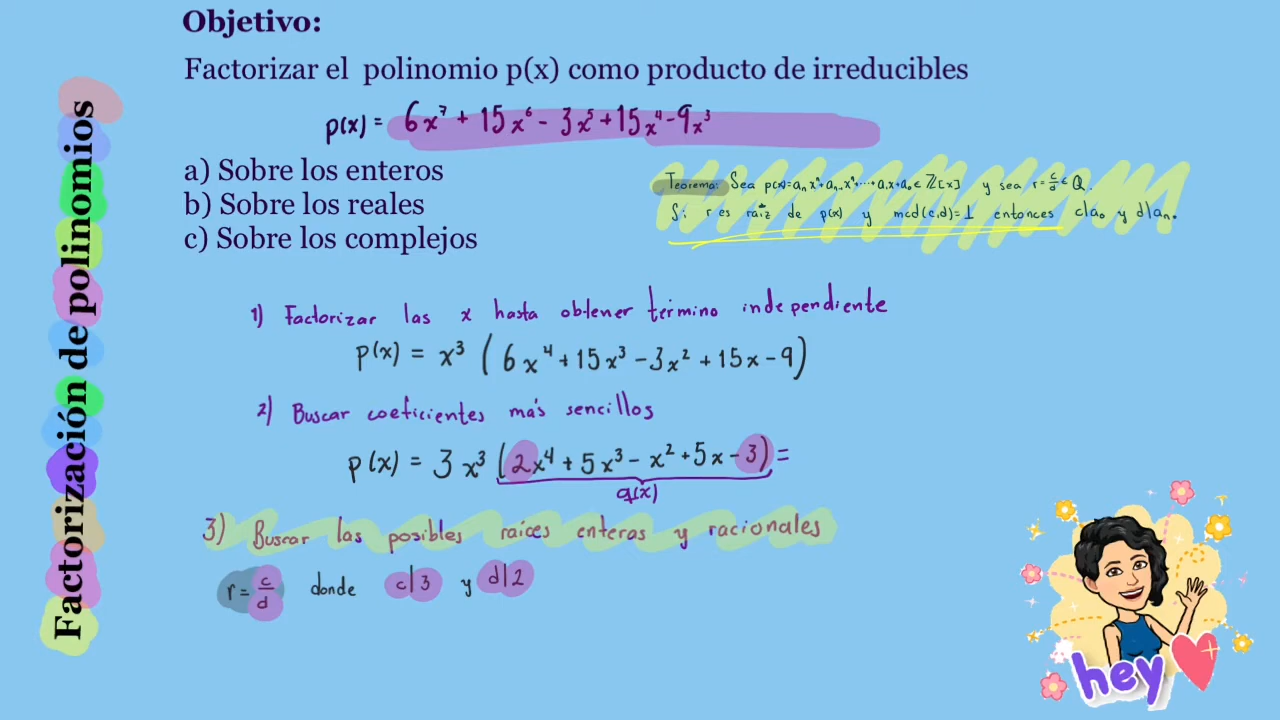 Factorización de polinomios
Objetivo:
Factorizar el polinomio p(x) como producto de irreducibles
p(x) = 6x⁷ + 15x⁶ - 3x⁵ + 15x⁴ - 9x³
a) Sobre los enteros
b) Sobre los reales
c) Sobre los complejos
Teorema: Sea p(x)=aₙxⁿ+aₙ₋₁xⁿ⁻¹+···+a₁x+a₀ ∈ ℤ[x] y sea r=c/d ∈ ℚ.
Si r es raíz de p(x) y mcd(c,d)=1 entonces c|a₀ y d|aₙ.
1) Factorizar las x hasta obtener término independiente
p(x) = x³ (6x⁴ + 15x³ - 3x² + 15x - 9)
2) Buscar coeficientes más sencillos
p(x) = 3x³ (2x⁴ + 5x³ - x² + 5x - 3) =
q(x)
3) Buscar las posibles raíces enteras y racionales
r = c/d donde c|3 y d|2
hey